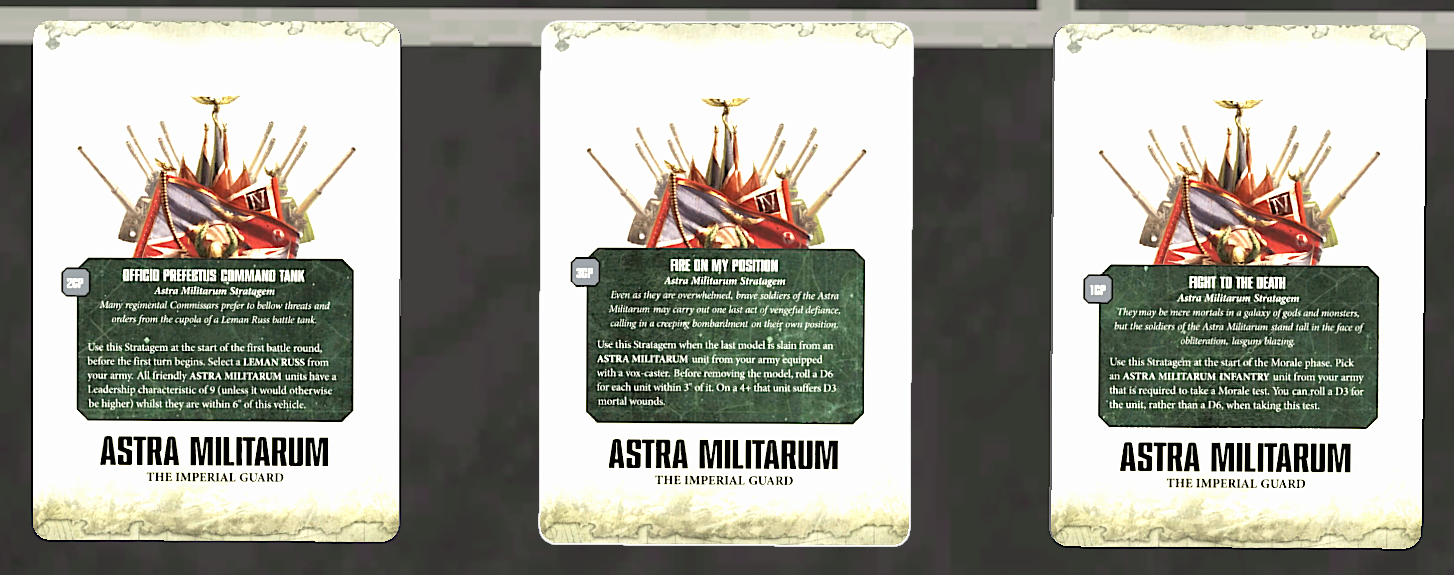 IV
2CP
OFFICIO PREFECTUS COMMAND TANK
Astra Militarum Stratagem
Many regimental Commissars prefer to bellow threats and
orders from the cupola of a Leman Russ battle tank.
Use this Stratagem at the start of the first battle round,
before the first turn begins. Select a LEMAN RUSS from
your army. All friendly ASTRA MILITARUM units have a
Leadership characteristic of 9 (unless it would otherwise
be higher) whilst they are within 6" of this vehicle.
ASTRA MILITARUM
THE IMPERIAL GUARD
IV
3CP
FIRE ON MY POSITION
Astra Militarum Stratagem
Even as they are overwhelmed, brave soldiers of the Astra
Militarum may carry out one last act of vengeful defiance,
calling in a creeping bombardment on their own position.
Use this Stratagem when the last model is slain from an
ASTRA MILITARUM unit from your army equipped
with a vox-caster. Before removing the model, roll a D6
for each unit within 3" of it. On a 4+ that unit suffers D3
mortal wounds.
ASTRA MILITARUM
THE IMPERIAL GUARD
IV
1CP
FIGHT TO THE DEATH
Astra Militarum Stratagem
They may be mere mortals in a galaxy of gods and monsters,
but the soldiers of the Astra Militarum stand tall in the face of
obliteration, lasguns blazing.
Use this Stratagem at the start of the Morale phase. Pick
an ASTRA MILITARUM INFANTRY unit from your army
that is required to take a Morale test. You can roll a D3 for
the unit, rather than a D6, when taking this test.
ASTRA MILITARUM
THE IMPERIAL GUARD